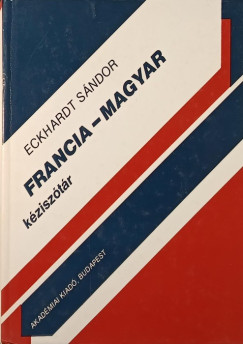 ECKHARDT SÁNDOR
FRANCIA–MAGYAR
kéziszótár
AKADÉMIAI KIADÓ, BUDAPEST